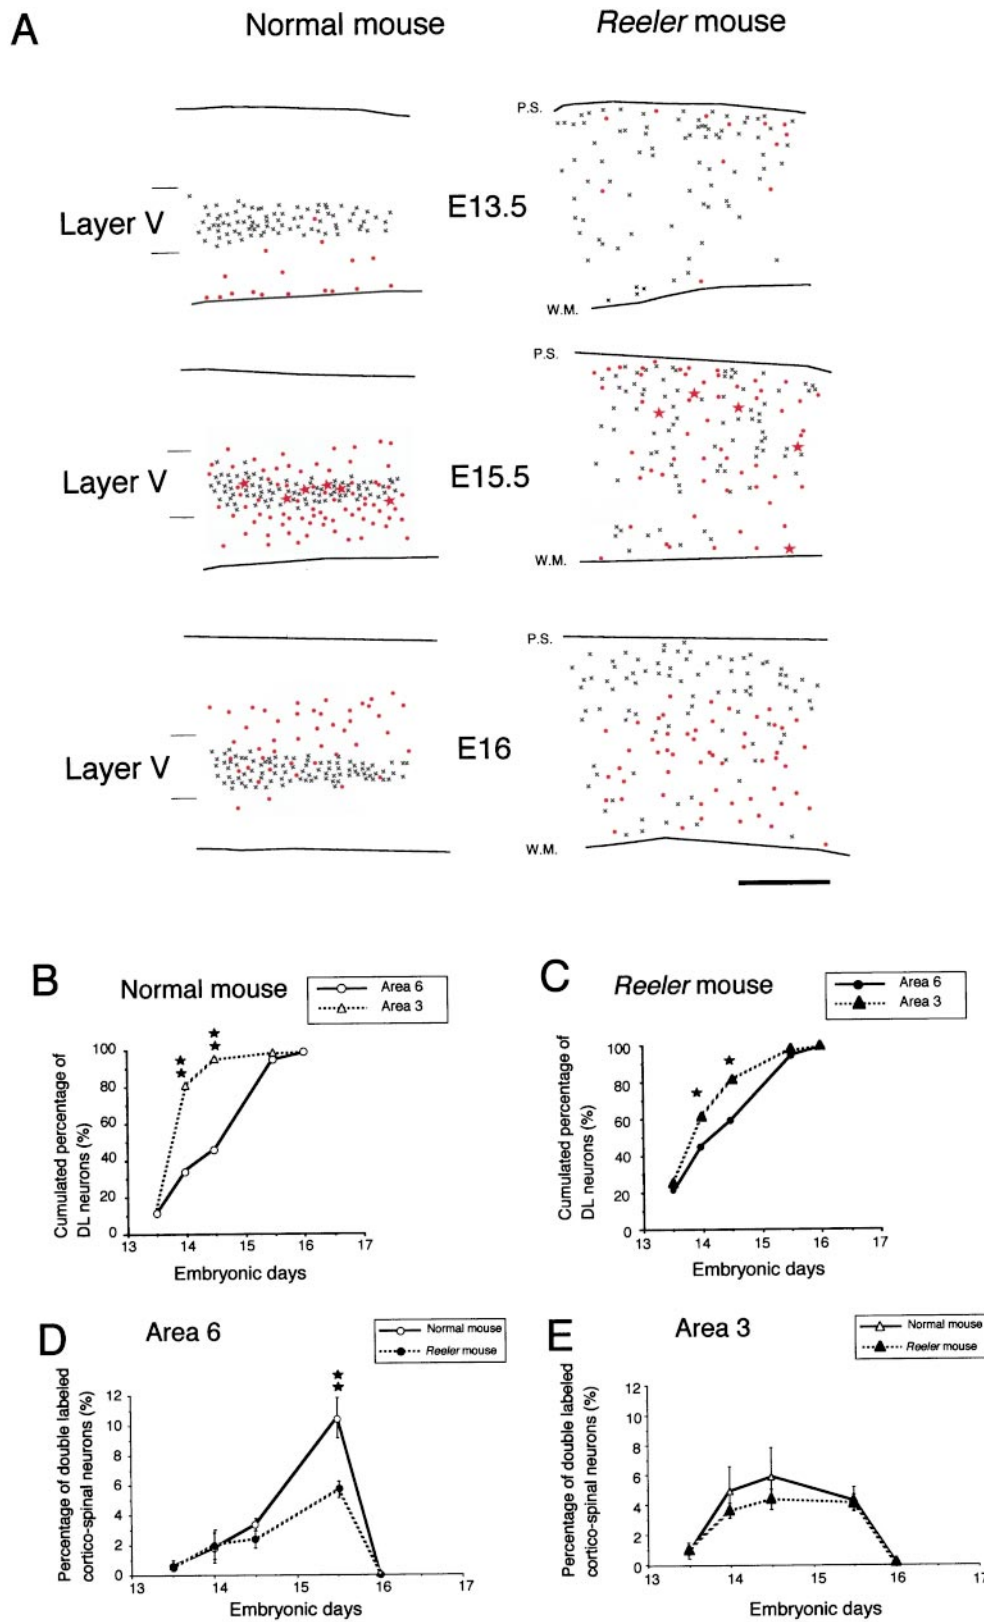 A
Normal mouse
Reeler mouse
P.S.
Layer V
E13.5
W.M.
P.S.
Layer V
E15.5
W.M.
P.S.
Layer V
E16
W.M.
B
Normal mouse
Area 6
Area 3
Cumulated percentage of
DL neurons (%)
100
80
60
40
20
0
13
14
15
16
17
Embryonic days
C
Reeler mouse
Area 6
Area 3
Cumulated percentage of
DL neurons (%)
100
80
60
40
20
0
13
14
15
16
17
Embryonic days
D
Area 6
Normal mouse
Reeler mouse
Percentage of double labeled
cortico-spinal neurons (%)
12
10
8
6
4
2
0
13
14
15
16
17
Embryonic days
E
Area 3
Normal mouse
Reeler mouse
Percentage of double labeled
cortico-spinal neurons (%)
12
10
8
6
4
2
0
13
14
15
16
17
Embryonic days